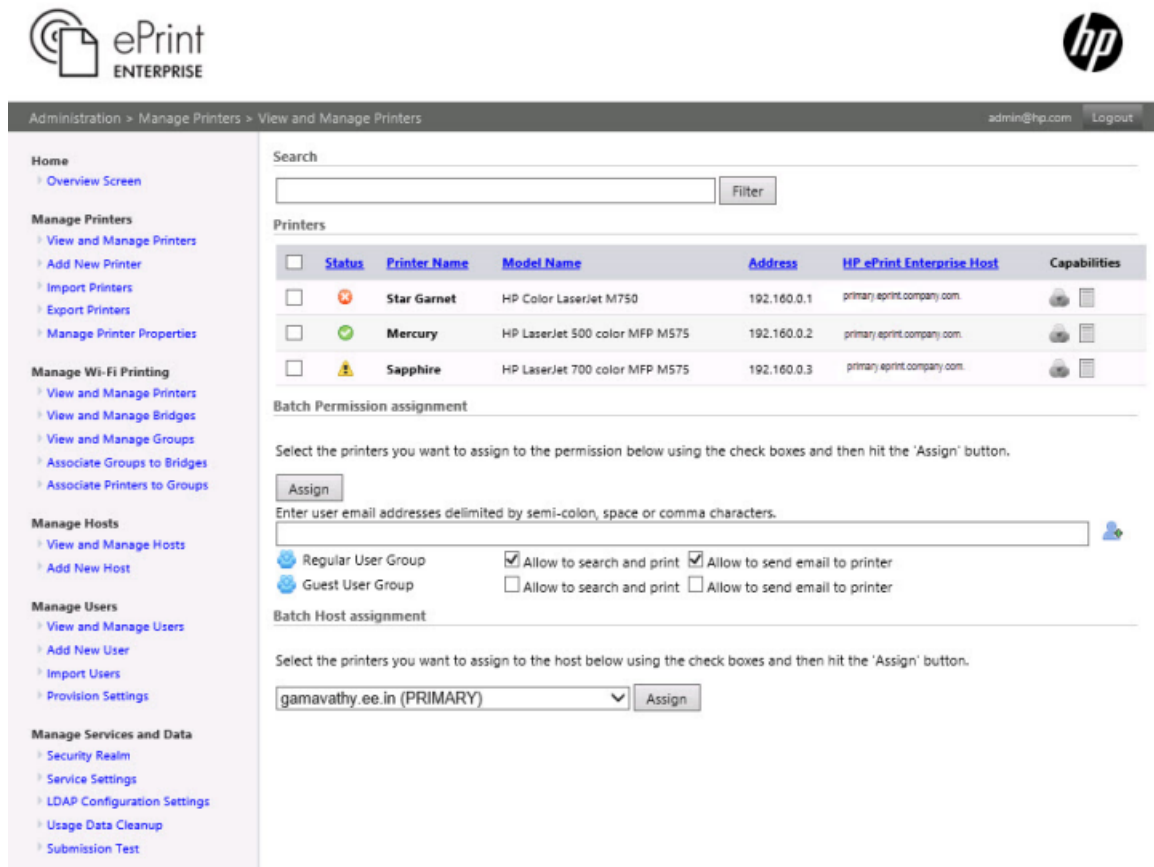 ePrint
ENTERPRISE
hp
Administration > Manage Printers > View and Manage Printers
admin@hp.com Logout
Home
Overview Screen
Manage Printers
View and Manage Printers
Add New Printer
Import Printers
Export Printers
Manage Printer Properties
Manage Wi-Fi Printing
View and Manage Printers
View and Manage Bridges
View and Manage Groups
Associate Groups to Bridges
Associate Printers to Groups
Manage Hosts
View and Manage Hosts
Add New Host
Manage Users
View and Manage Users
Add New User
Import Users
Provision Settings
Manage Services and Data
Security Realm
Service Settings
LDAP Configuration Settings
Usage Data Cleanup
Submission Test
Search
Filter
Printers
Status Printer Name Model Name Address HP ePrint Enterprise Host Capabilities
Star Garnet HP Color LaserJet M750 192.160.0.1 primary.eprint.company.com.
Mercury HP LaserJet 500 color MFP M575 192.160.0.2 primary.eprint.company.com.
Sapphire HP LaserJet 700 color MFP M575 192.160.0.3 primary.eprint.company.com.
Batch Permission assignment
Select the printers you want to assign to the permission below using the check boxes and then hit the 'Assign' button.
Assign
Enter user email addresses delimited by semi-colon, space or comma characters.
Regular User Group Allow to search and print Allow to send email to printer
Guest User Group Allow to search and print Allow to send email to printer
Batch Host assignment
Select the printers you want to assign to the host below using the check boxes and then hit the 'Assign' button.
gamavathy.ee.in (PRIMARY) Assign